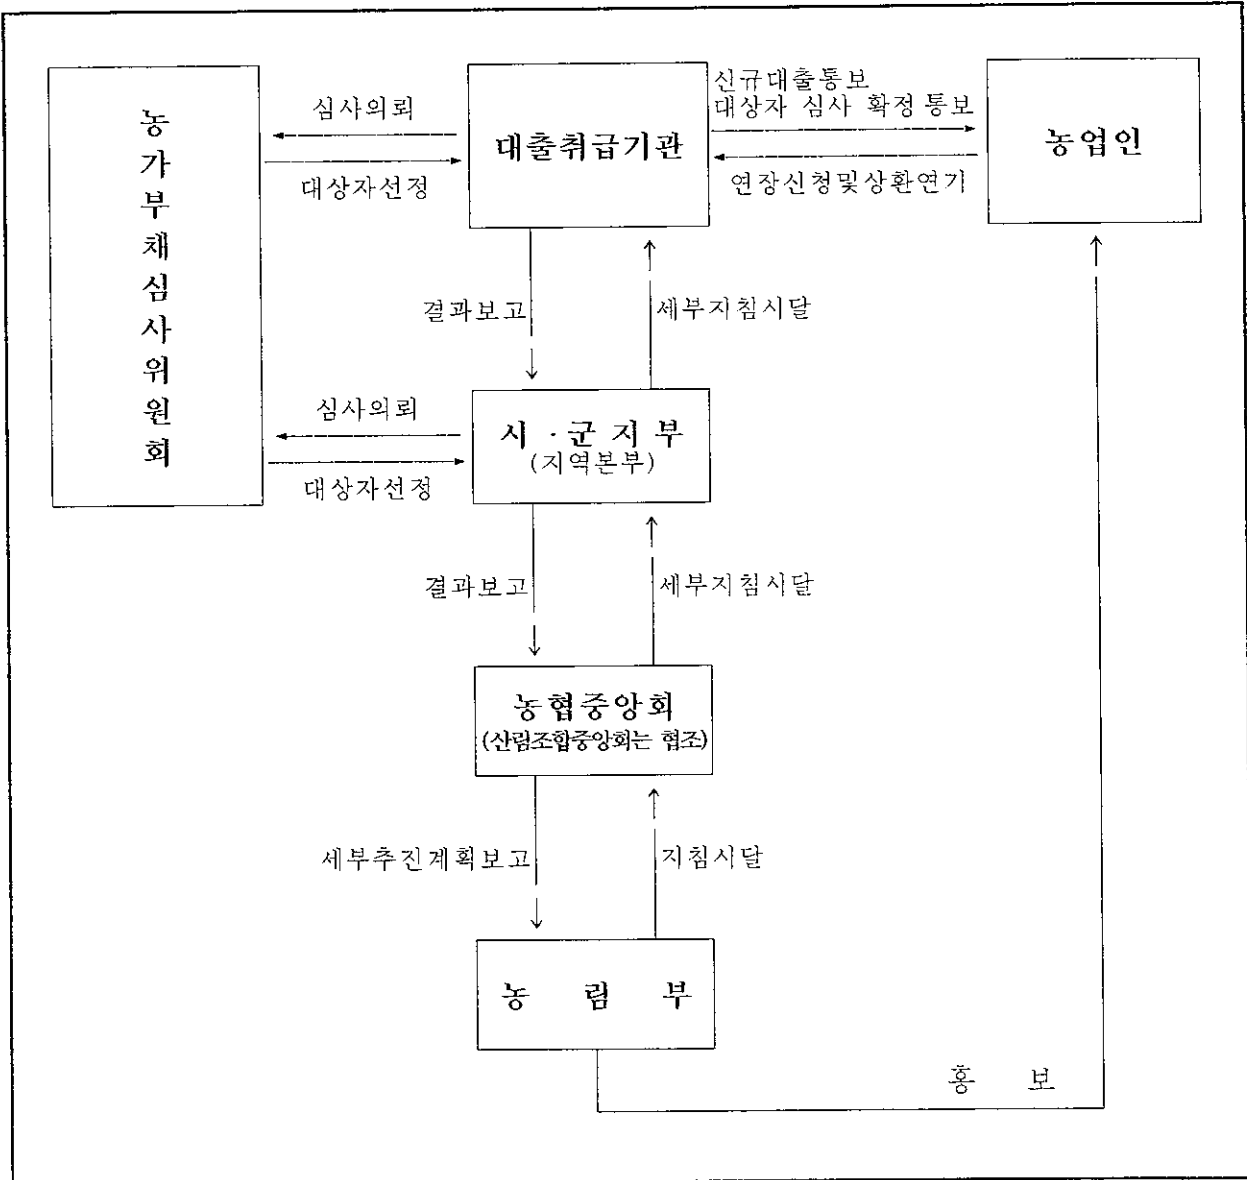 농가부채심사위원회
심사의뢰
대상자선정
대출취급기관
신규대출통보
대상자 심사 확정통보
연장신청및상환연기
농업인
결과보고
세부지침시달
심사의뢰
대상자선정
시·군지부
(지역본부)
결과보고
세부지침시달
농협중앙회
(산림조합중앙회는 협조)
세부추진계획보고
지침시달
농 림 부
홍 보